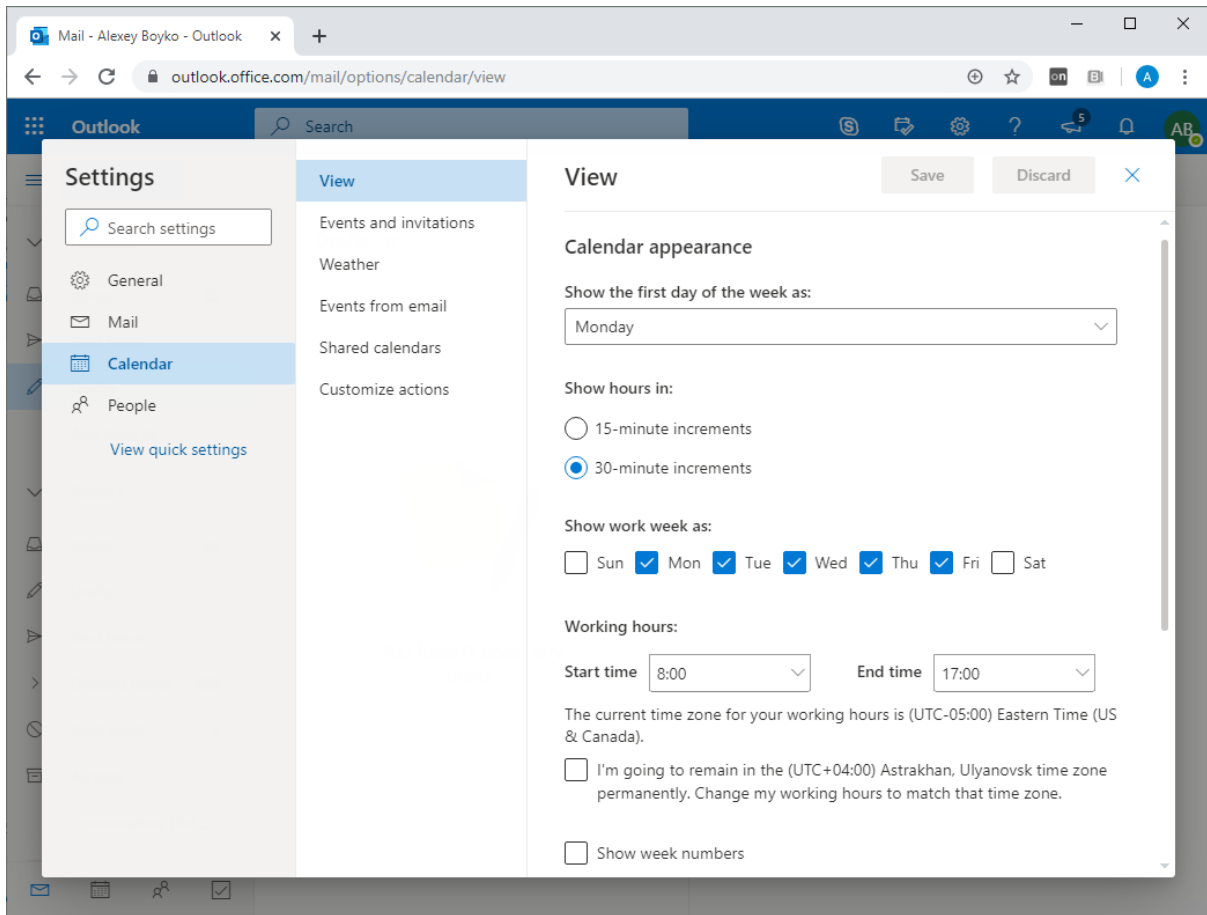 Mail - Alexey Boyko - Outlook
outlook.office.com/mail/options/calendar/view
on
A
Outlook
Search
5
AB
Settings
Search settings
General
Mail
Calendar
People
View quick settings
View
Events and invitations
Weather
Events from email
Shared calendars
Customize actions
View
Save
Discard
Calendar appearance
Show the first day of the week as:
Monday
Show hours in:
15-minute increments
30-minute increments
Show work week as:
Sun Mon Tue Wed Thu Fri Sat
Working hours:
Start time 8:00 End time 17:00
The current time zone for your working hours is (UTC-05:00) Eastern Time (US
& Canada).
I'm going to remain in the (UTC+04:00) Astrakhan, Ulyanovsk time zone
permanently. Change my working hours to match that time zone.
Show week numbers